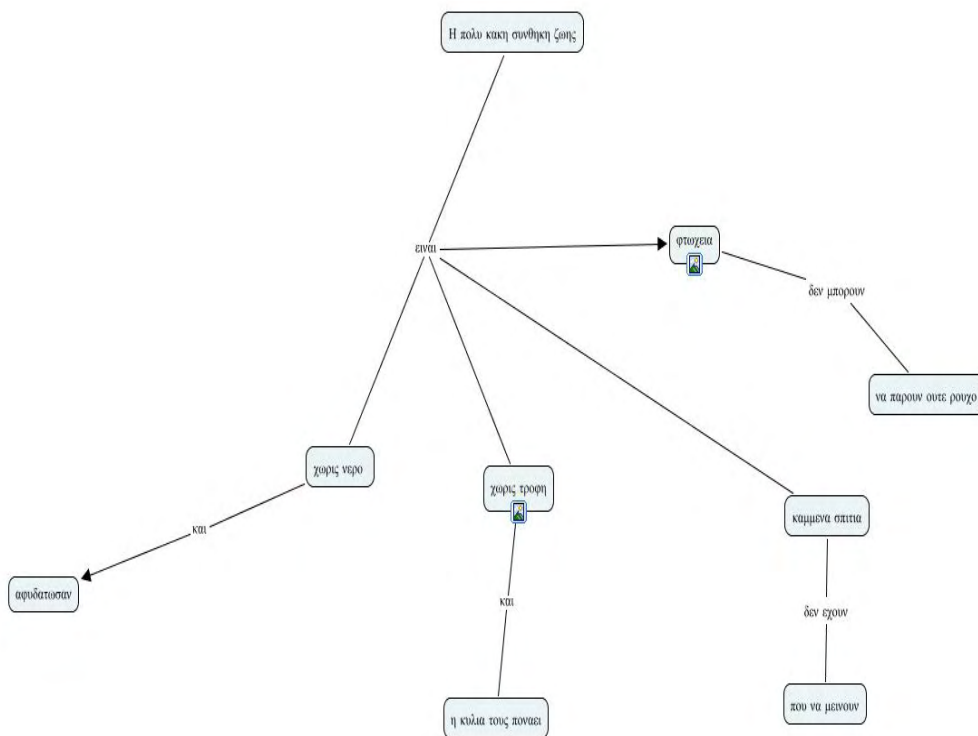 Η πολυ κακη συνθηκη ζωης
ειναι
φτωχεια
δεν μπορουν
να παρουν ουτε ρουχο
χωρις νερο
χωρις τροφη
καμμενα σπιτια
και
αφυδατωσαν
και
δεν εχουν
η κυλια τους ποναει
που να μεινουν